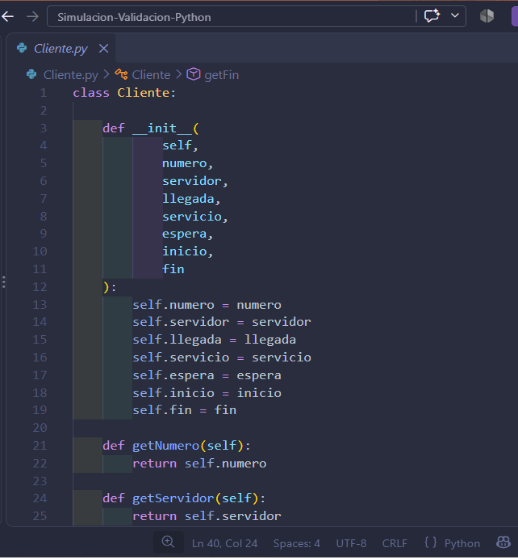 Simulacion-Validacion-Python
Cliente.py
Cliente.py > Cliente > getFin
1 class Cliente:
2
3     def __init__(
4             self,
5             numero,
6             servidor,
7             llegada,
8             servicio,
9             espera,
10             inicio,
11             fin
12     ):
13         self.numero = numero
14         self.servidor = servidor
15         self.llegada = llegada
16         self.servicio = servicio
17         self.espera = espera
18         self.inicio = inicio
19         self.fin = fin
20
21     def getNumero(self):
22         return self.numero
23
24     def getServidor(self):
25         return self.servidor
Ln 40, Col 24 Spaces: 4 UTF-8 CRLF {} Python